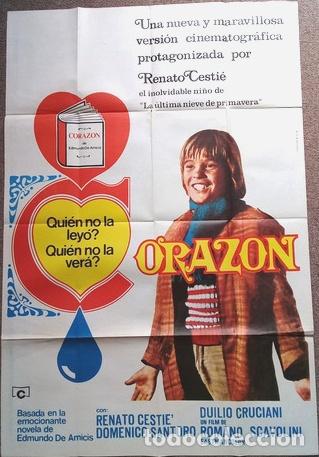 Una nueva y maravillosa
versión cinematográfica
protagonizada por
Renato Cestié
el inolvidable niño de
"La última nieve de primavera"
CORAZON
de
Edmundo De Amicis
Quién no la
leyó?
Quién no la
verá?
CORAZON
C
Basada en la
emocionante
novela de
Edmundo De Amicis
con:
RENATO CESTIE'
DOMENICO SANTORO
DUILIO CRUCIANI
UN FILM DE
ROMANO SCAVOLINI
todocoleccion